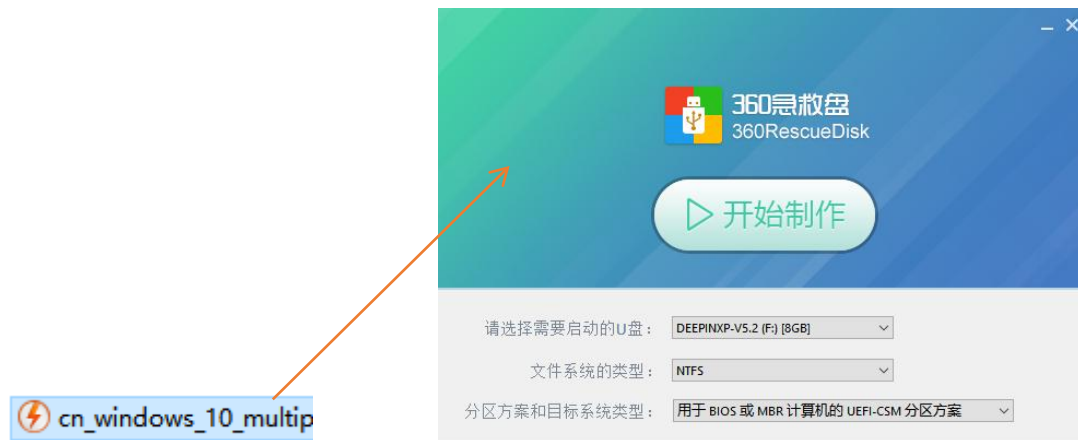 360急救盘
360RescueDisk
开始制作
请选择需要启动的U盘：
DEEPINXP-V5.2 (F:) [8GB]
文件系统的类型：
NTFS
分区方案和目标系统类型：
用于 BIOS 或 MBR 计算机的 UEFI-CSM 分区方案
cn_windows_10_multip